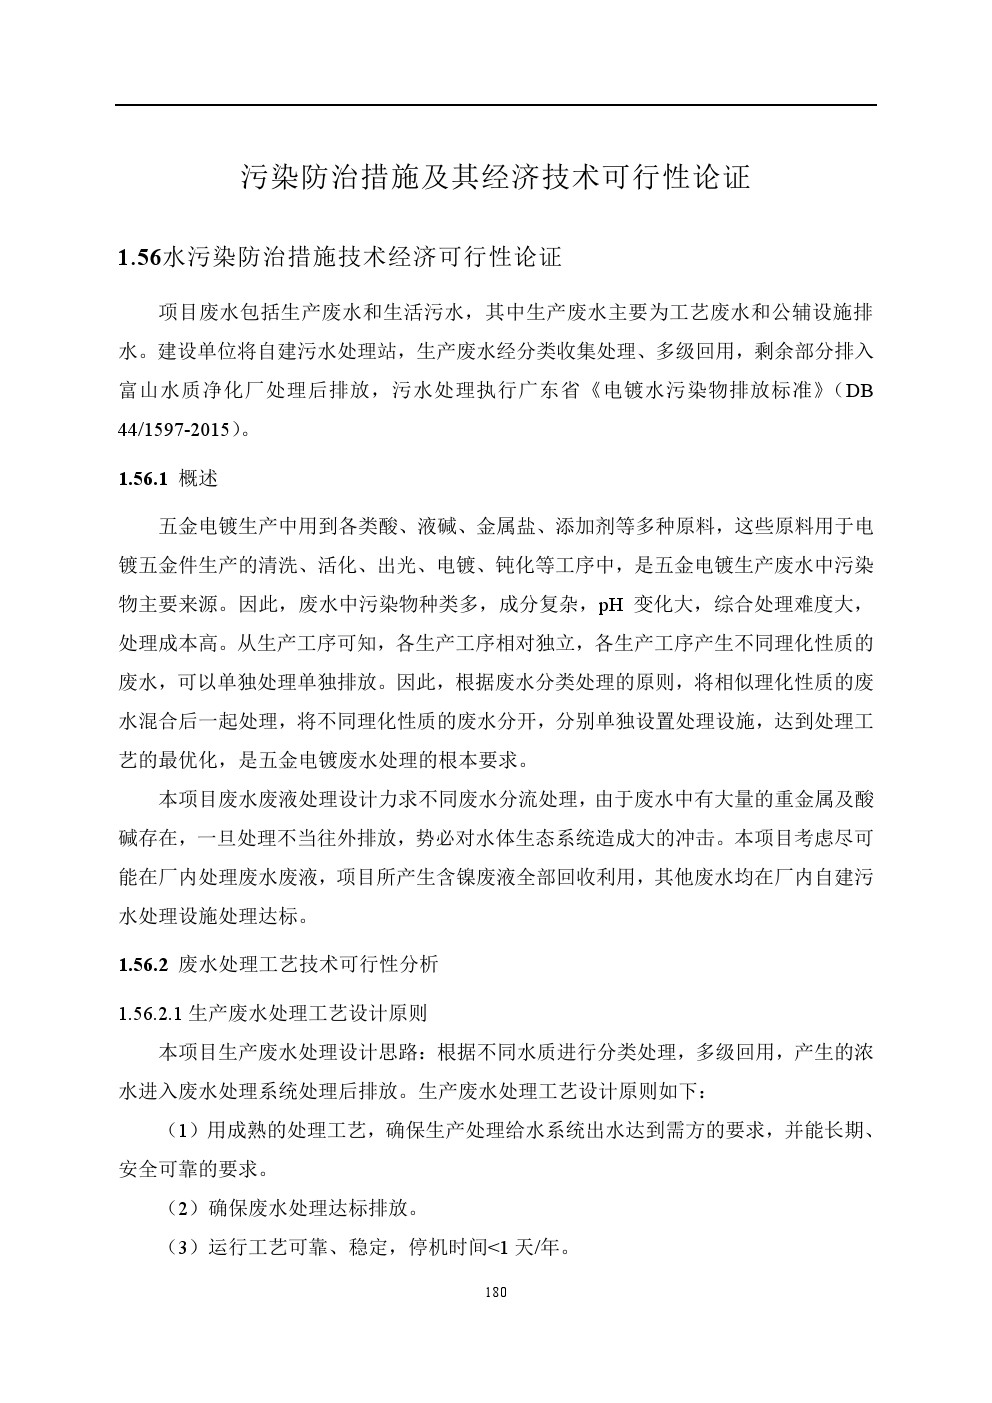 污染防治措施及其经济技术可行性论证
1.56水污染防治措施技术经济可行性论证
项目废水包括生产废水和生活污水，其中生产废水主要为工艺废水和公辅设施排
水。建设单位将自建污水处理站，生产废水经分类收集处理、多级回用，剩余部分排入
富山水质净化厂处理后排放，污水处理执行广东省《电镀水污染物排放标准》（DB
44/1597-2015）。
1.56.1 概述
五金电镀生产中用到各类酸、液碱、金属盐、添加剂等多种原料，这些原料用于电
镀五金件生产的清洗、活化、出光、电镀、钝化等工序中，是五金电镀生产废水中污染
物主要来源。因此，废水中污染物种类多，成分复杂，pH 变化大，综合处理难度大，
处理成本高。从生产工序可知，各生产工序相对独立，各生产工序产生不同理化性质的
废水，可以单独处理单独排放。因此，根据废水分类处理的原则，将相似理化性质的废
水混合后一起处理，将不同理化性质的废水分开，分别单独设置处理设施，达到处理工
艺的最优化，是五金电镀废水处理的根本要求。
本项目废水废液处理设计力求不同废水分流处理，由于废水中有大量的重金属及酸
碱存在，一旦处理不当往外排放，势必对水体生态系统造成大的冲击。本项目考虑尽可
能在厂内处理废水废液，项目所产生含镍废液全部回收利用，其他废水均在厂内自建污
水处理设施处理达标。
1.56.2 废水处理工艺技术可行性分析
1.56.2.1 生产废水处理工艺设计原则
本项目生产废水处理设计思路：根据不同水质进行分类处理，多级回用，产生的浓
水进入废水处理系统处理后排放。生产废水处理工艺设计原则如下：
（1）用成熟的处理工艺，确保生产处理给水系统出水达到需方的要求，并能长期、
安全可靠的要求。
（2）确保废水处理达标排放。
（3）运行工艺可靠、稳定，停机时间<1 天/年。
180